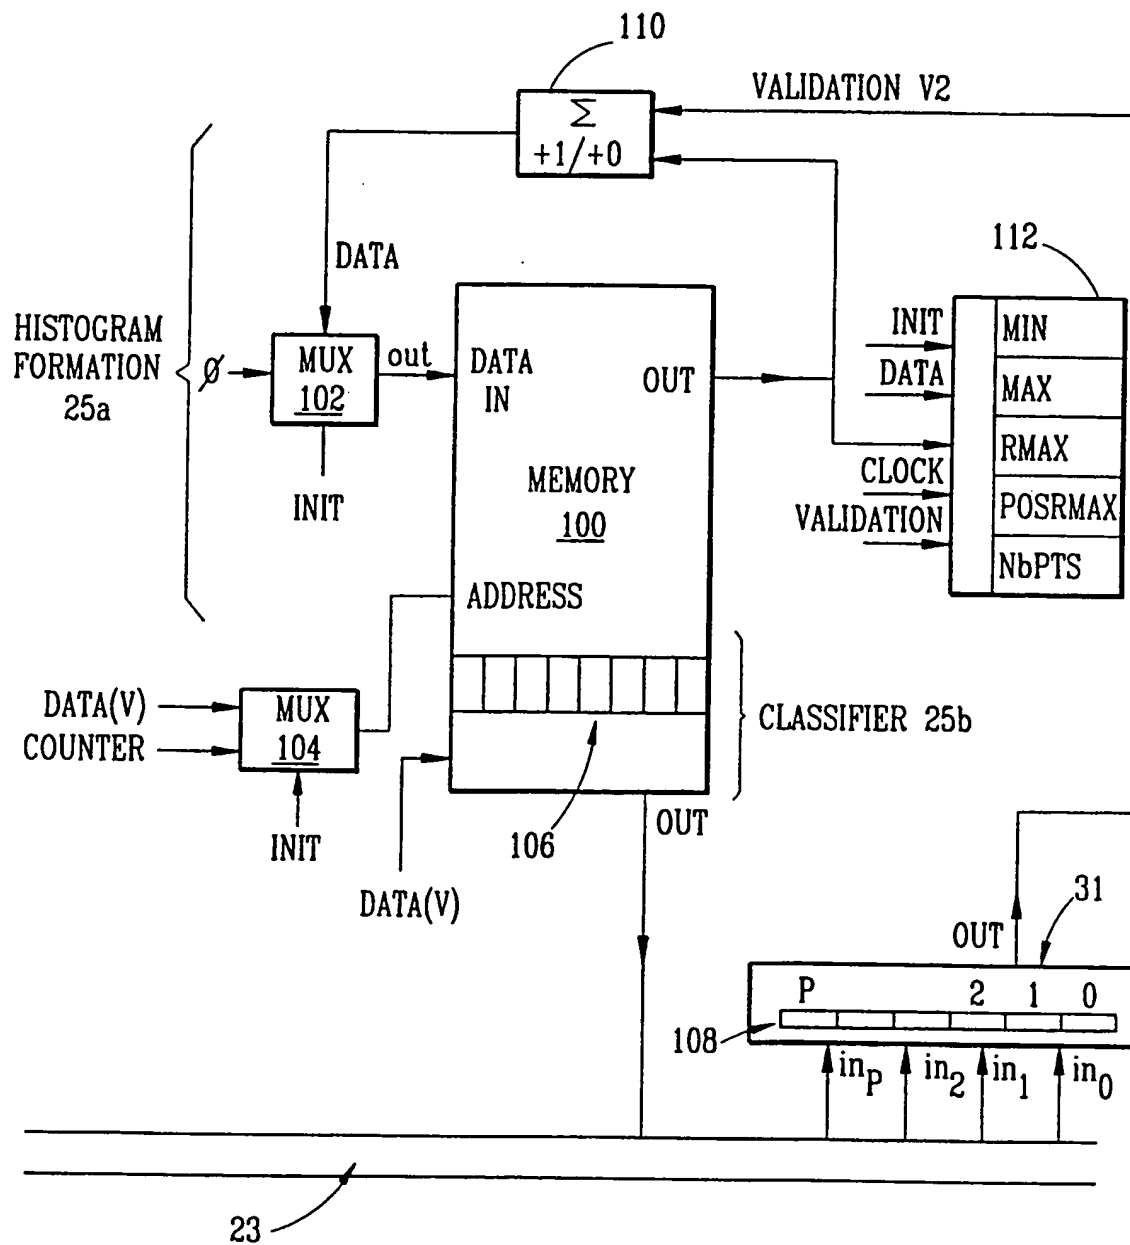 110
VALIDATION V2
Σ
+1/+0
112
DATA
HISTOGRAM
FORMATION
25a
Ø
MUX
102
out
INIT
DATA
IN
OUT
MEMORY
100
ADDRESS
INIT
DATA
CLOCK
VALIDATION
MIN
MAX
RMAX
POSRMAX
NbPTS
DATA(V)
COUNTER
MUX
104
INIT
CLASSIFIER 25b
106
DATA(V)
OUT
OUT
31
P 2 1 0
108
inP in2 in1 in0
23